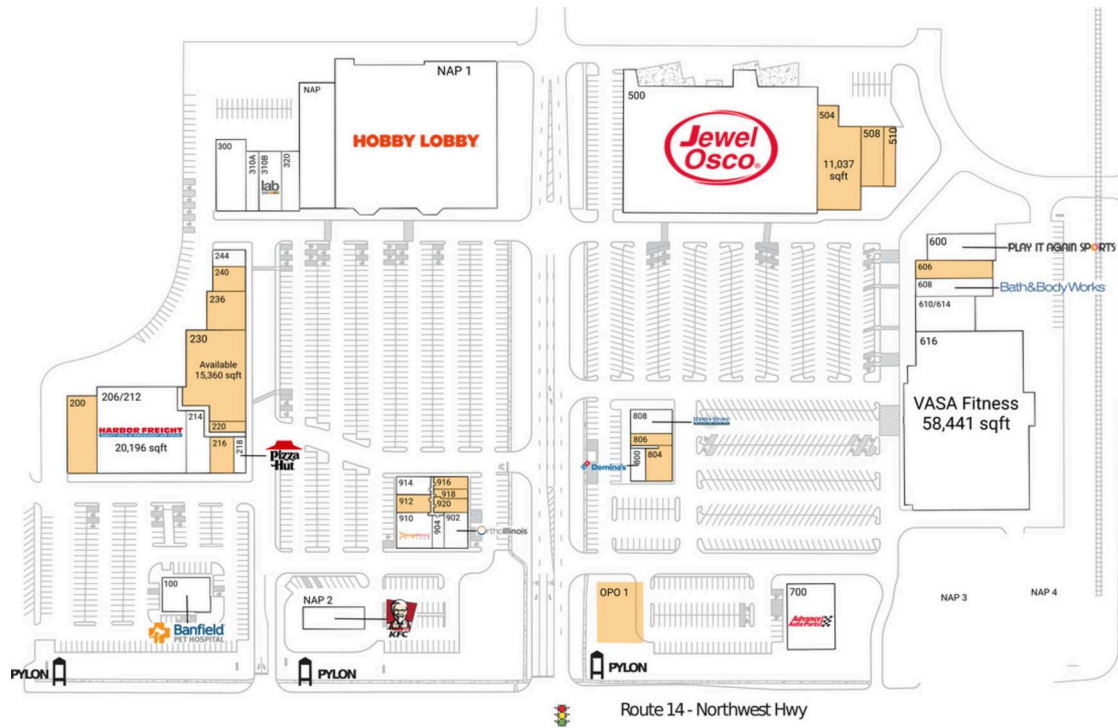 NAP 1
NAP
HOBBY LOBBY
300
310A
310B
320
lab
500
Jewel
Osco®
504
11,037
sqft
508
510
600
PLAY IT AGAIN SPORTS
606
608
Bath&BodyWorks
610/614
616
VASA Fitness
58,441 sqft
244
240
236
230
Available
15,360 sqft
200
206/212
HARBOR FREIGHT
20,196 sqft
214
220
216
218
Pizza
Hut
808
806
800
804
Domino's
914
916
918
912
920
910
904
902
OrthoIllinois
100
Banfield
PET HOSPITAL
NAP 2
KFC
OPO 1
700
Advance
Auto Parts
NAP 3
NAP 4
PYLON
PYLON
PYLON
Route 14 - Northwest Hwy